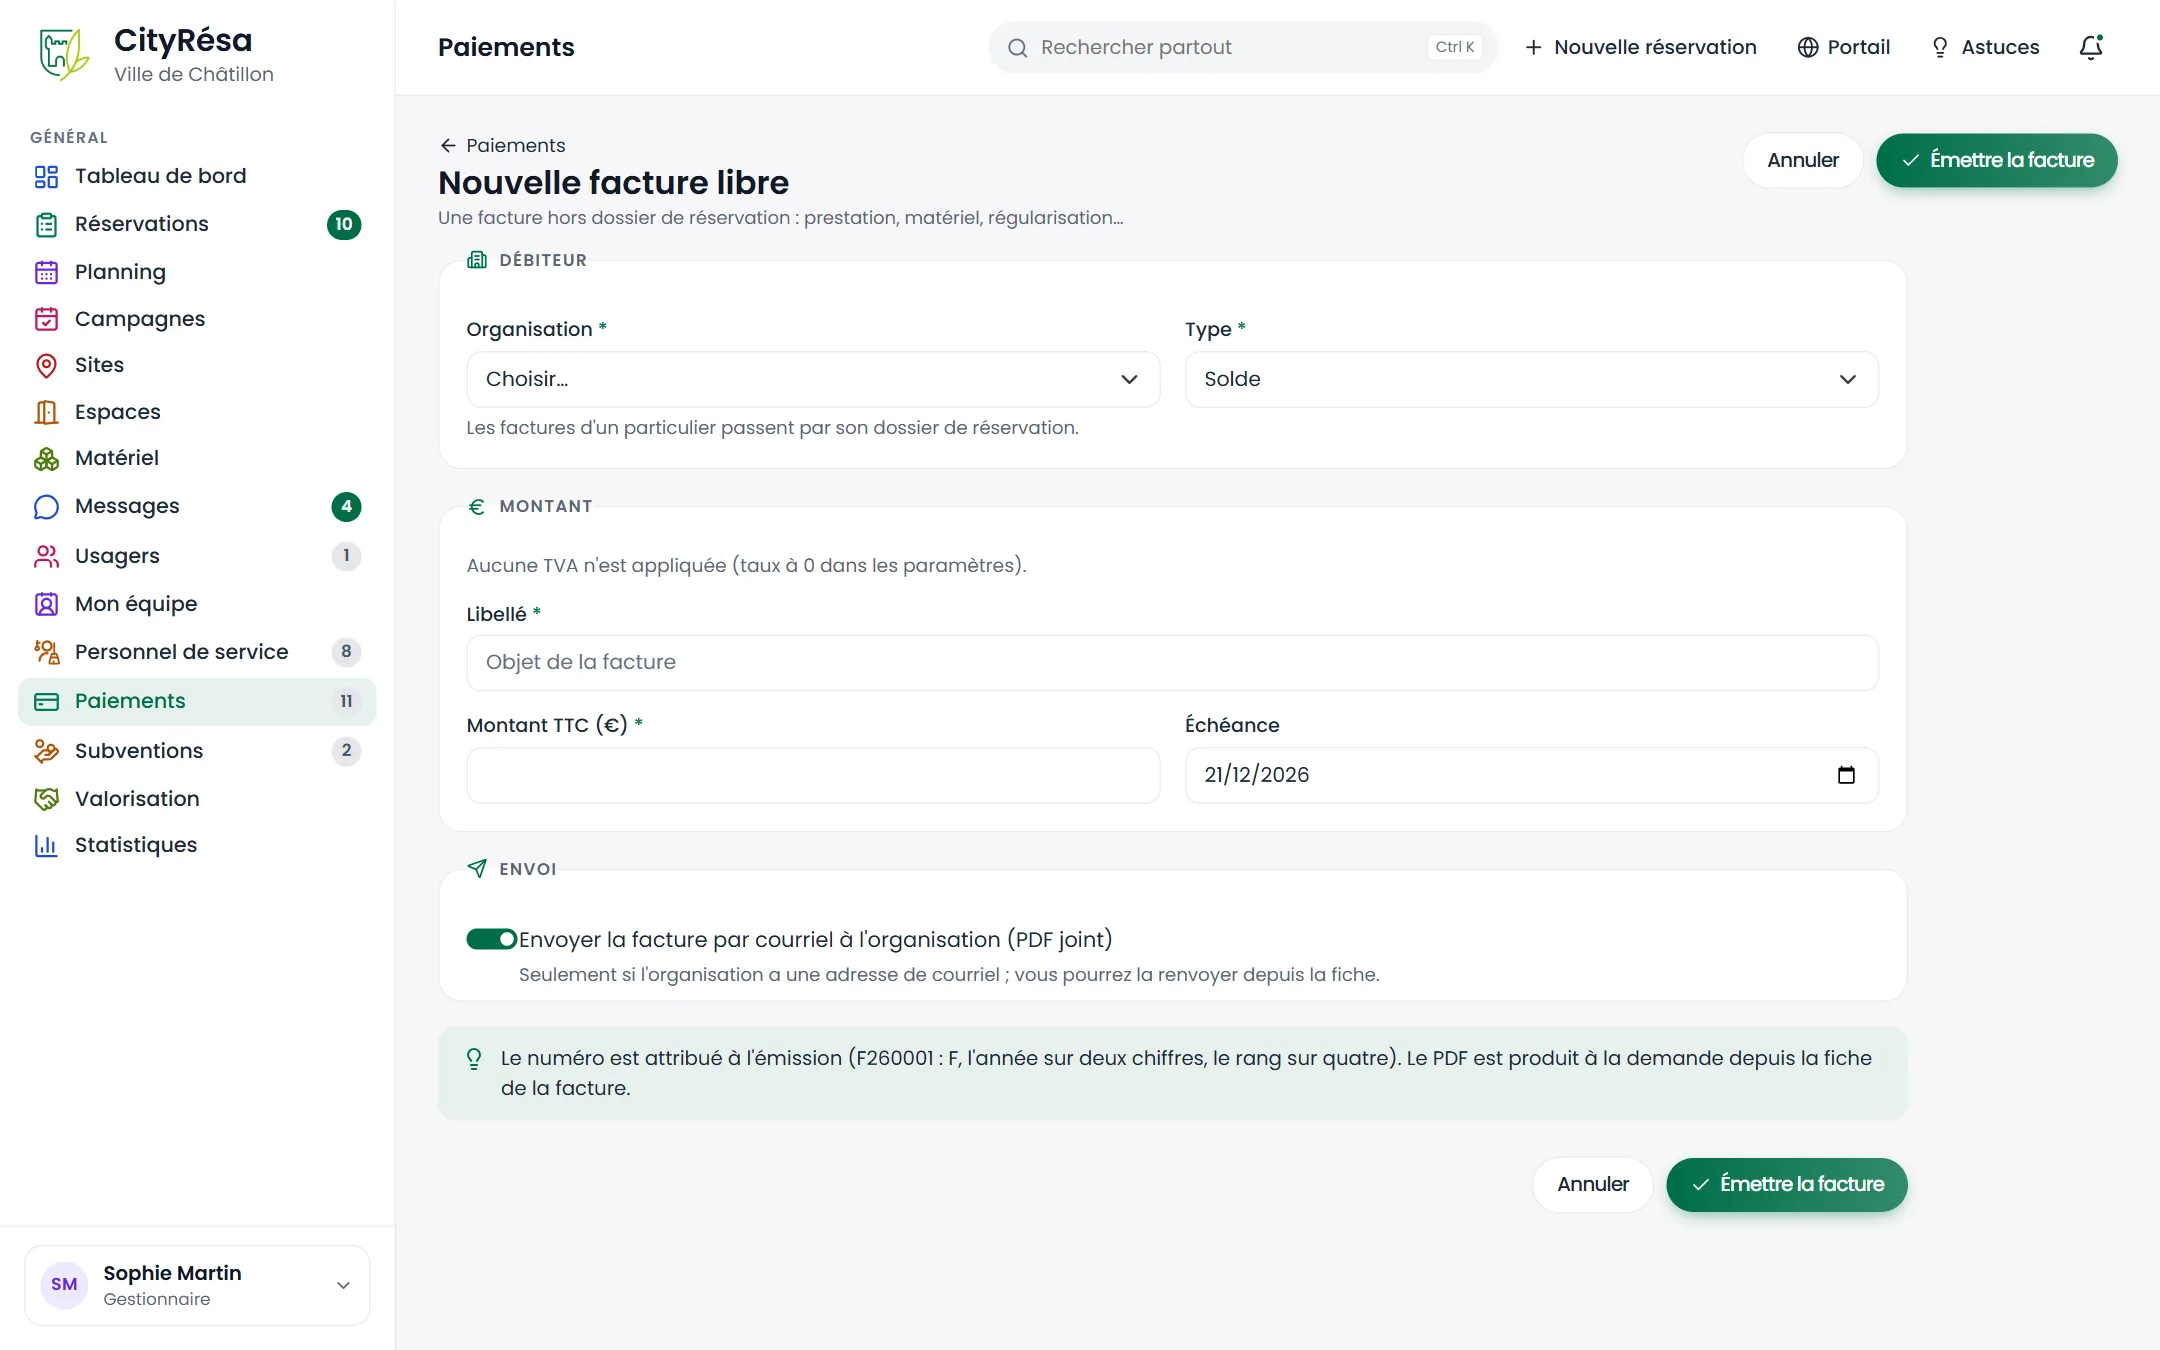 CityRésa
Ville de Châtillon
GÉNÉRAL
Tableau de bord
Réservations 10
Planning
Campagnes
Sites
Espaces
Matériel
Messages 4
Usagers 1
Mon équipe
Personnel de service 8
Paiements 11
Subventions 2
Valorisation
Statistiques
SM
Sophie Martin
Gestionnaire
Paiements
Rechercher partout Ctrl K
Nouvelle réservation
Portail
Astuces
Paiements
Nouvelle facture libre
Une facture hors dossier de réservation : prestation, matériel, régularisation...
Annuler
Émettre la facture
DÉBITEUR
Organisation *
Choisir...
Les factures d'un particulier passent par son dossier de réservation.
Type *
Solde
MONTANT
Aucune TVA n'est appliquée (taux à 0 dans les paramètres).
Libellé *
Objet de la facture
Montant TTC (€) *
Échéance
21/12/2026
ENVOI
Envoyer la facture par courriel à l'organisation (PDF joint)
Seulement si l'organisation a une adresse de courriel ; vous pourrez la renvoyer depuis la fiche.
Le numéro est attribué à l'émission (F260001 : F, l'année sur deux chiffres, le rang sur quatre). Le PDF est produit à la demande depuis la fiche
de la facture.
Annuler
Émettre la facture